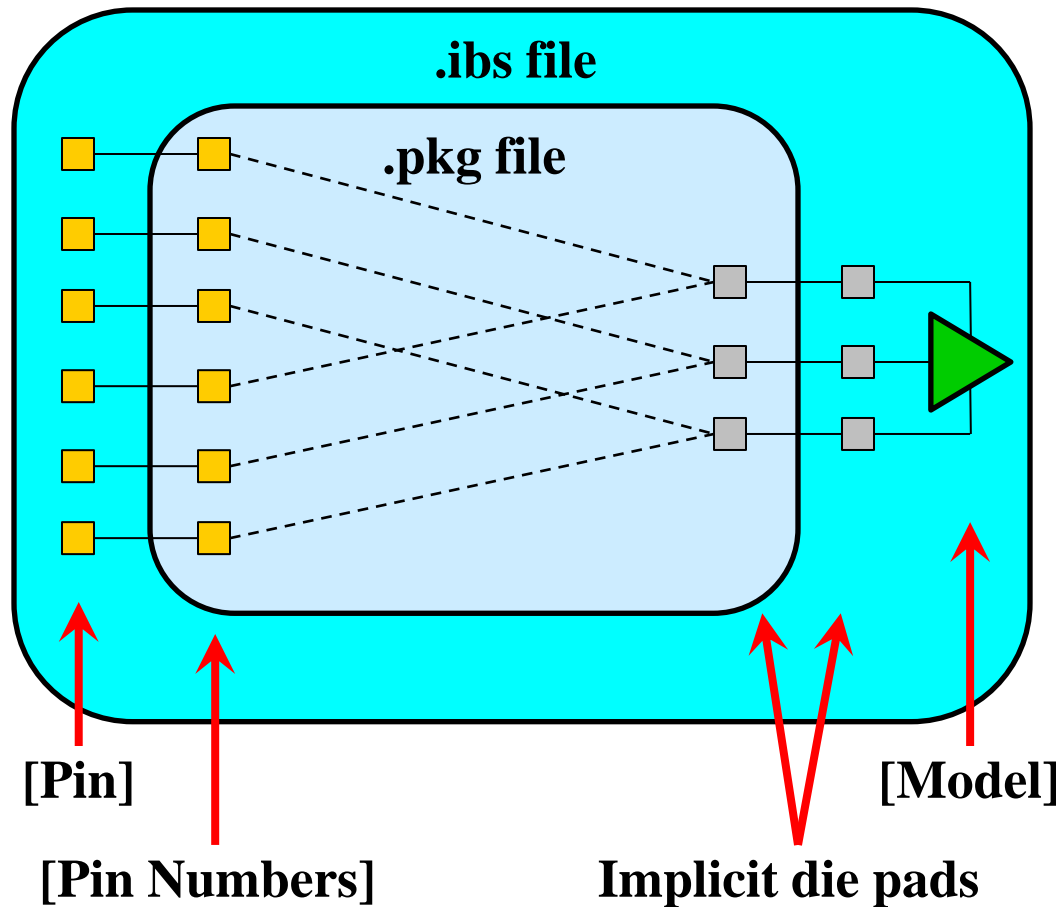 .ibs file
.pkg file
[Pin]
[Model]
[Pin Numbers]
Implicit die pads